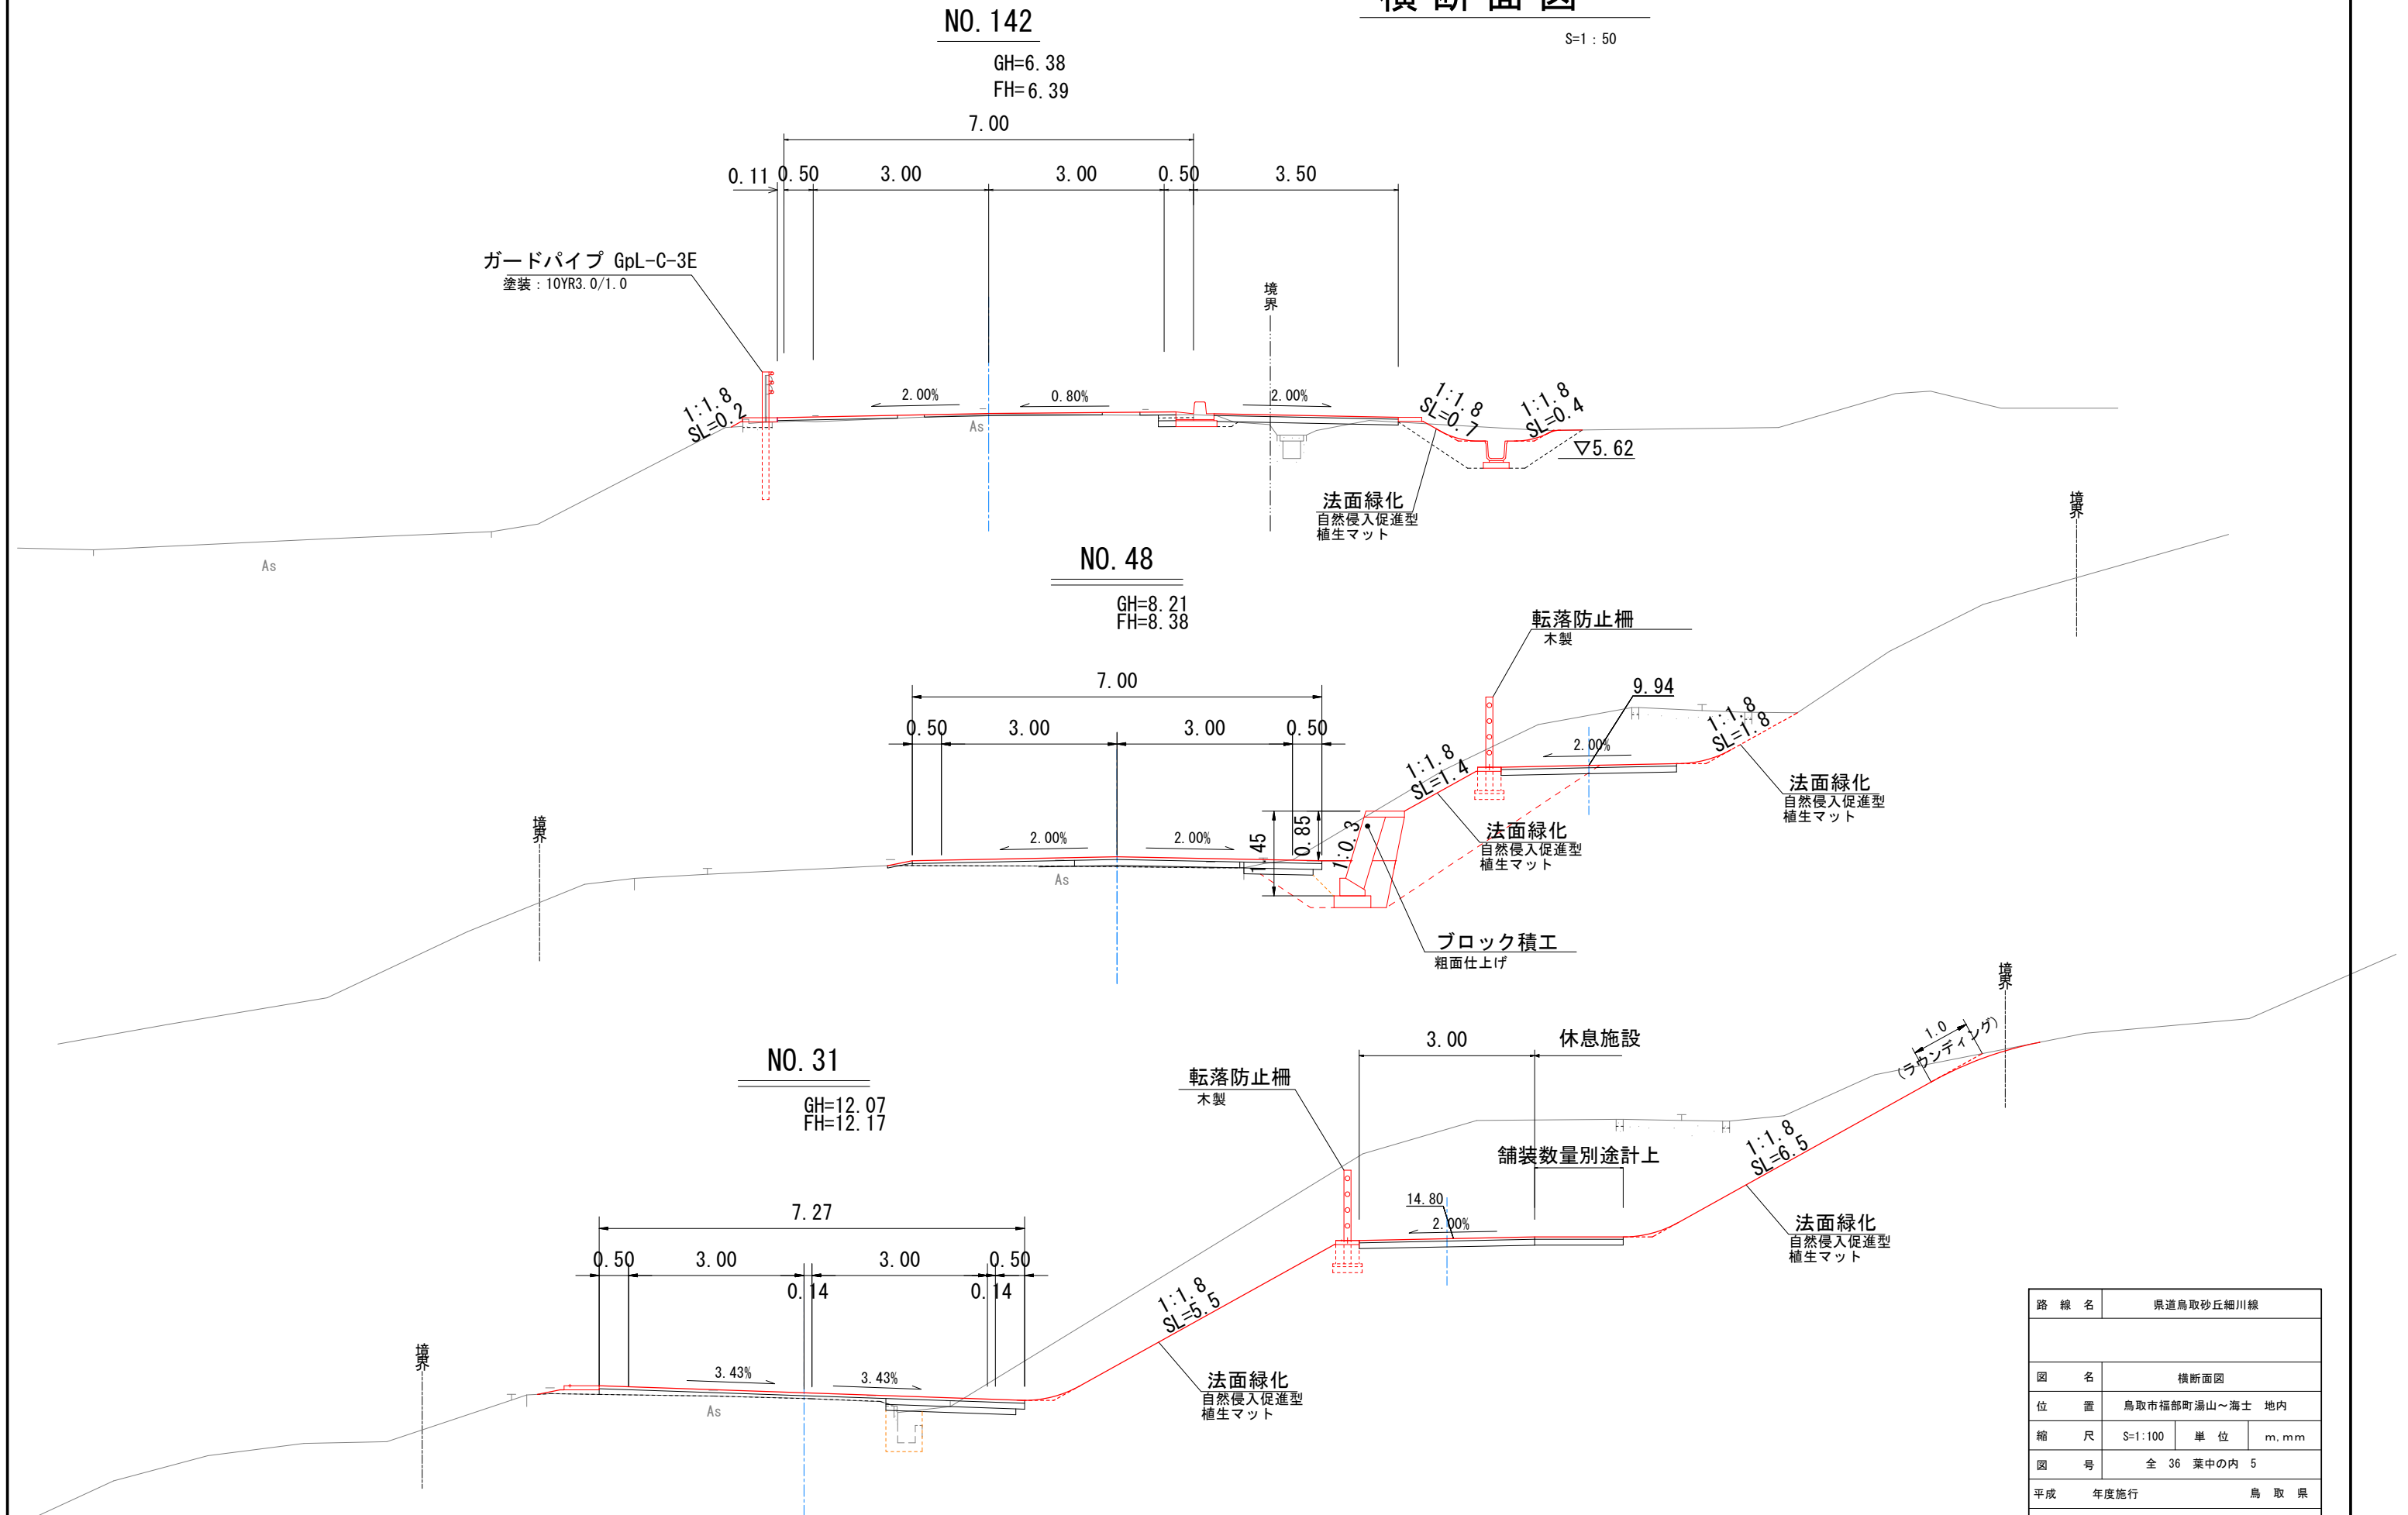 横断面図
S=1:50
NO.142
GH=6.38
FH=6.39
7.00
0.11 0.50 3.00 3.00 0.50 3.50
ガードパイプ GpL-C-3E
塗装:10YR3.0/1.0
境界
1:1.8
SL=0.2
2.00%
0.80%
2.00%
As
1:1.8
SL=0.7
1:1.8
SL=0.4
▽5.62
法面緑化
自然侵入促進型
植生マット
As
境界
NO.48
GH=8.21
FH=8.38
転落防止柵
木製
7.00
9.94
0.50 3.00 3.00 0.50
1:1.8
SL=1.4
2.00%
1:1.8
SL=1.8
法面緑化
自然侵入促進型
植生マット
境界
2.00%
2.00%
As
1.45
0.85
1:0.3
法面緑化
自然侵入促進型
植生マット
ブロック積工
粗面仕上げ
境界
NO.31
GH=12.07
FH=12.17
3.00
休息施設
1.0
(ラウンディング)
転落防止柵
木製
舗装数量別途計上
1:1.8
SL=6.5
14.80
2.00%
7.27
0.50 3.00 3.00 0.50
0.14 0.14
1:1.8
SL=5.5
法面緑化
自然侵入促進型
植生マット
境界
3.43%
3.43%
As
法面緑化
自然侵入促進型
植生マット
路線名 県道鳥取砂丘細川線
図名 横断面図
位置 鳥取市福部町湯山~海士 地内
縮尺 S=1:100 単位 m,mm
図号 全 36 葉中の内 5
平成 年度施行 鳥取県